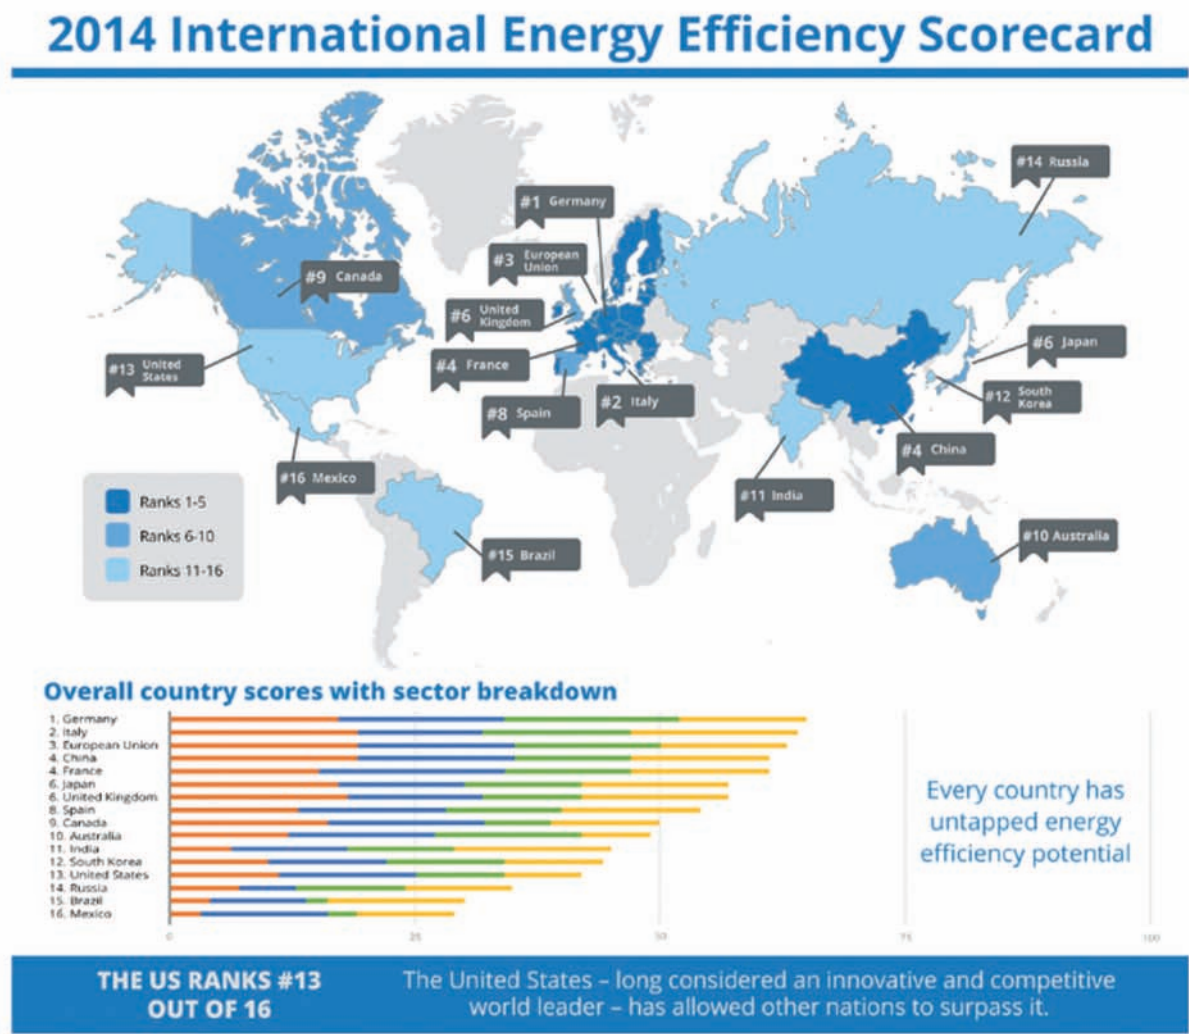 2014 International Energy Efficiency Scorecard
#14 Russia
#1 Germany
#3 European
Union
#9 Canada
#6 United
Kingdom
#6 Japan
#13 United
States
#4 France
#12 South
Korea
#8 Spain
#2 Italy
#4 China
#16 Mexico
#11 India
#10 Australia
#15 Brazil
Ranks 1-5
Ranks 6-10
Ranks 11-16
Overall country scores with sector breakdown
1. Germany
2. Italy
3. European Union
4. China
4. France
6. Japan
6. United Kingdom
8. Spain
9. Canada
10. Australia
11. India
12. South Korea
13. United States
14. Russia
15. Brazil
16. Mexico
0 25 50 75 100
Every country has
untapped energy
efficiency potential
THE US RANKS #13
OUT OF 16
The United States – long considered an innovative and competitive
world leader – has allowed other nations to surpass it.